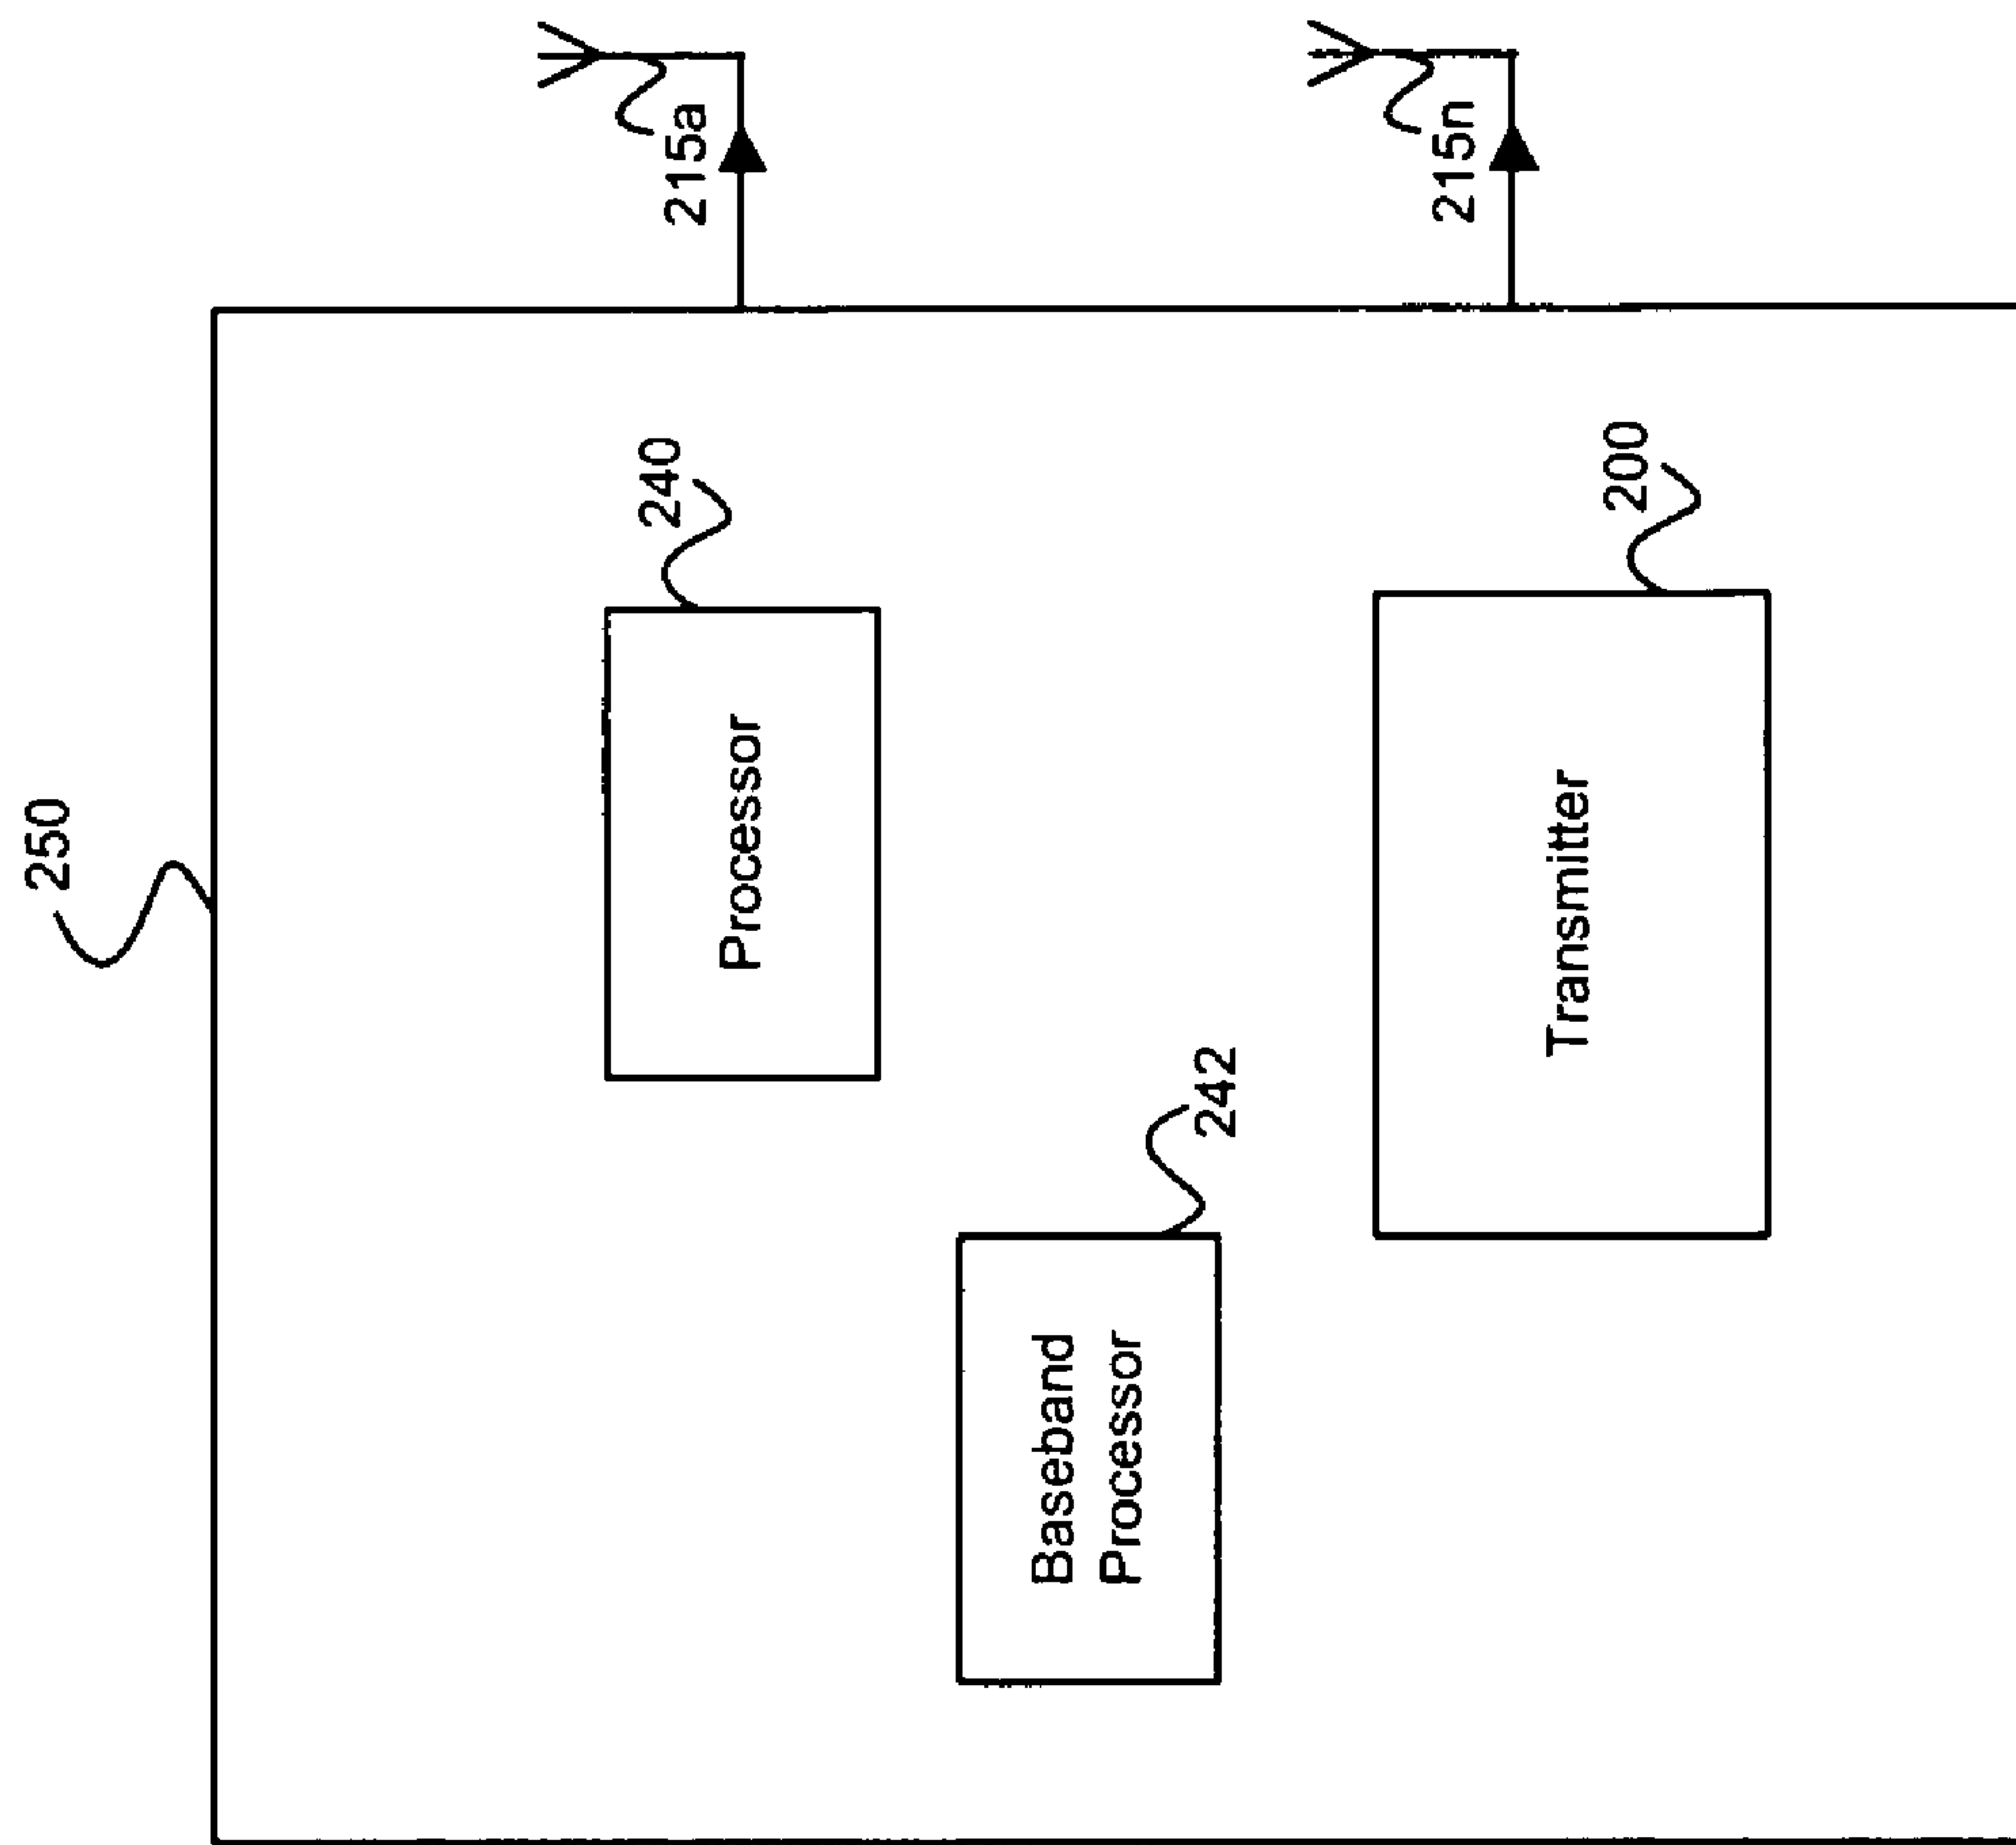 250
215a
240
Processor
Baseband
Processor
242
215n
200
Transmitter